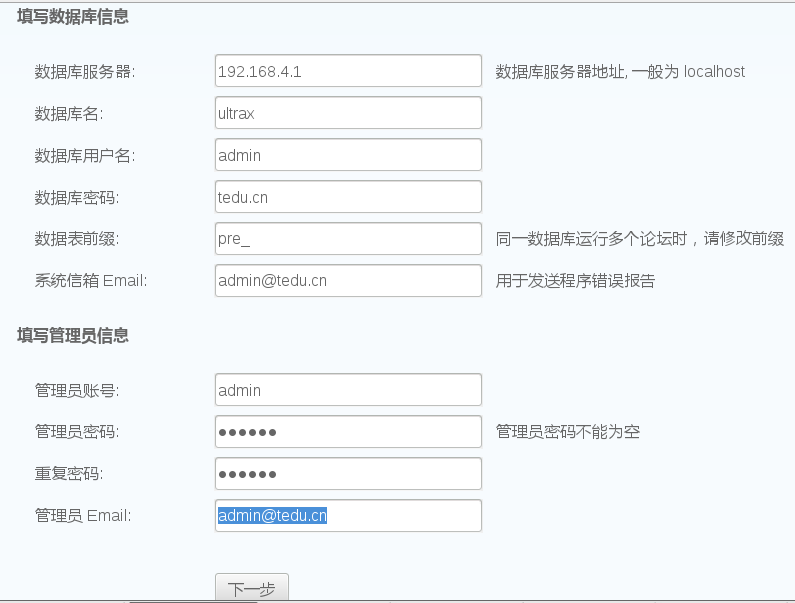 填写数据库信息
数据库服务器: 192.168.4.1 数据库服务器地址, 一般为 localhost
数据库名: ultrax
数据库用户名: admin
数据库密码: tedu.cn
数据表前缀: pre_ 同一数据库运行多个论坛时，请修改前缀
系统信箱 Email: admin@tedu.cn 用于发送程序错误报告
填写管理员信息
管理员账号: admin
管理员密码: ●●●●●● 管理员密码不能为空
重复密码: ●●●●●●
管理员 Email: admin@tedu.cn
下一步